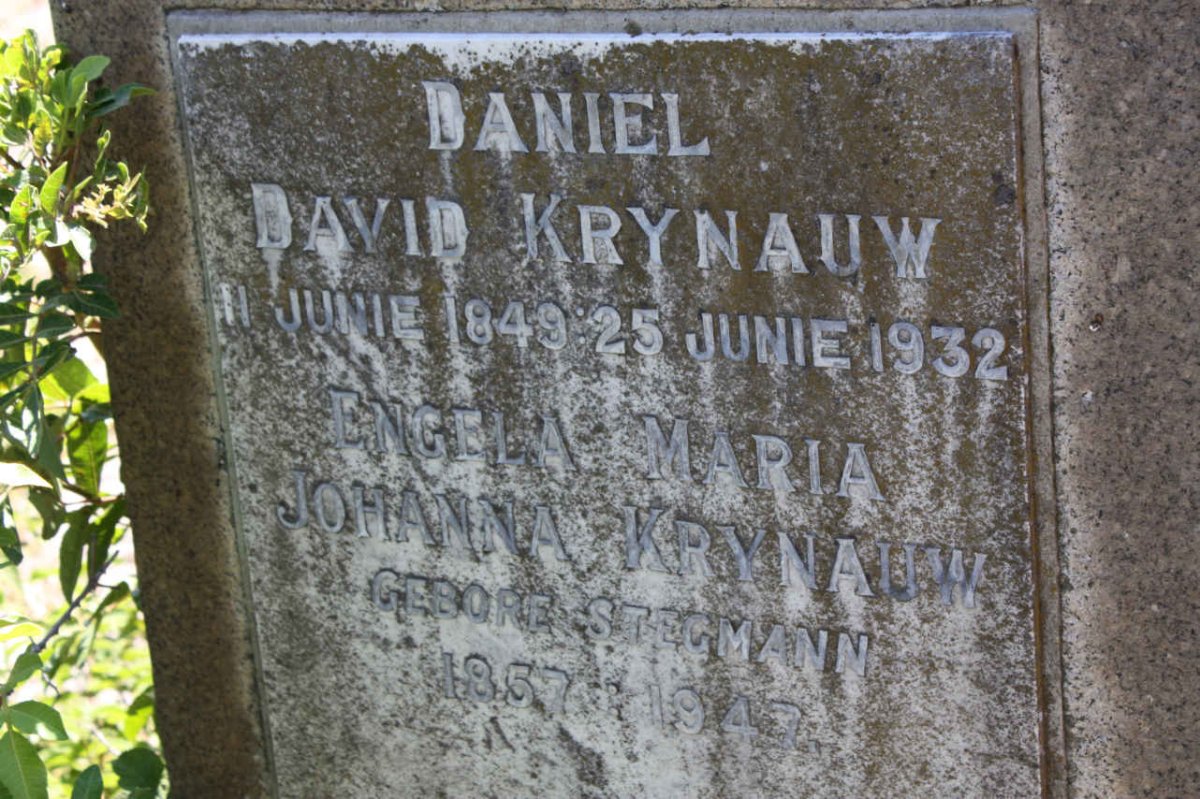 DANIEL
DAVID KRYNAUW
11 JUNIE 1849:25 JUNIE 1932
ENGELA MARIA
JOHANNA KRYNAUW
GEBORE STEGMANN
1857 : 1947.